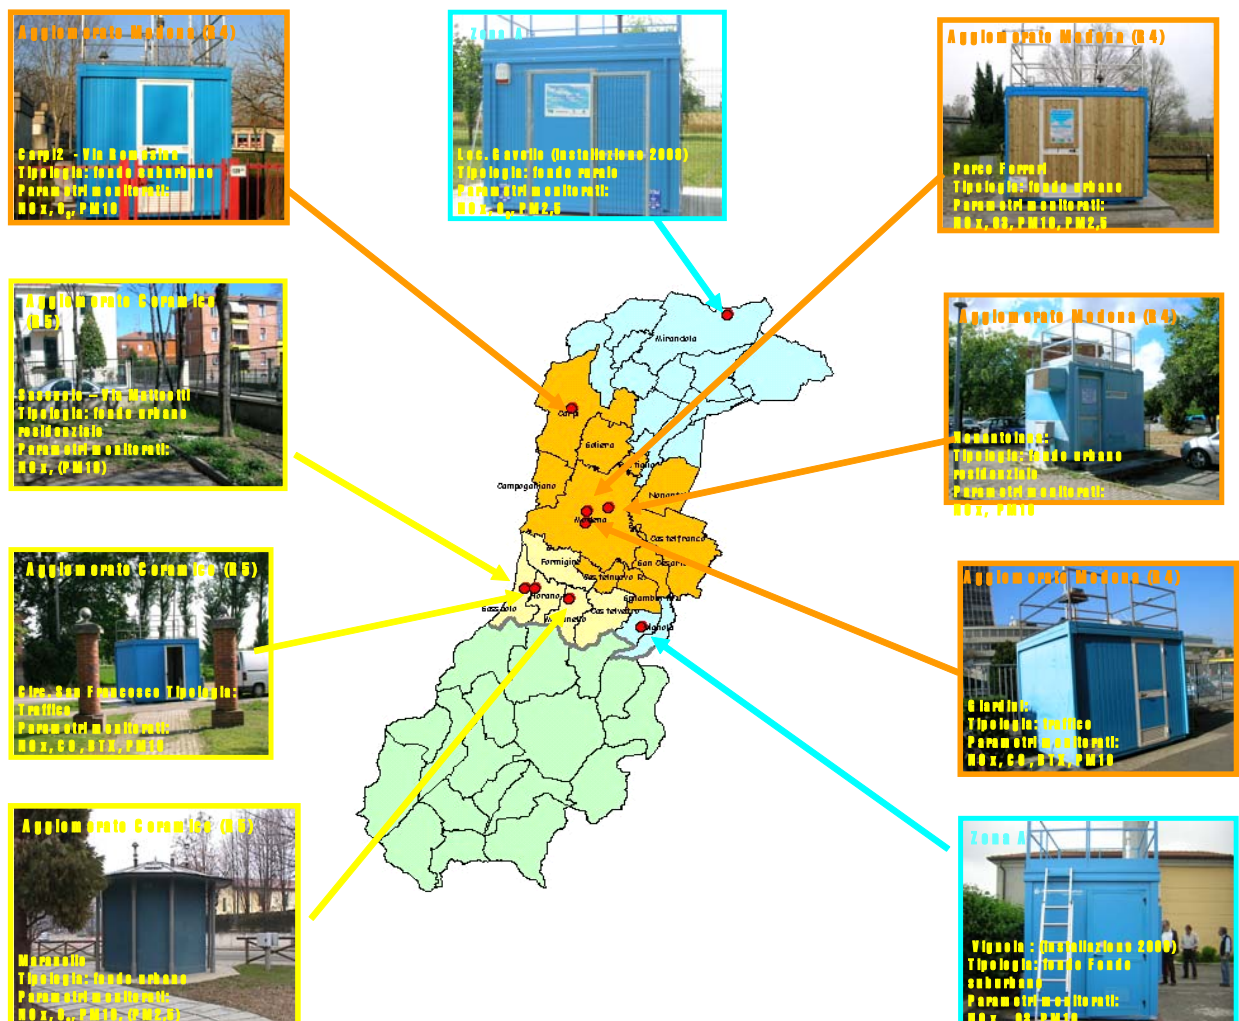 Agglomerato Modena (R4)
Carpi2 - Via Remesina
Tipologia: fondo suburbano
Parametri monitorati:
NOx, O3, PM10
Zona A
Loc. Gavello (Installazione 2008)
Tipologia: fondo rurale
Parametri monitorati:
NOx, O3, PM2,5
Agglomerato Modena (R4)
Parco Ferrari
Tipologia: fondo urbano
Parametri monitorati:
NOx, O3, PM10, PM2,5
Agglomerato Ceramico
(R5)
Sassuolo – Via Matteotti
Tipologia: fondo urbano
residenziale
Parametri monitorati:
NOx, (PM10)
Agglomerato Modena (R4)
Nonantolana:
Tipologia: fondo urbano
residenziale
Parametri monitorati:
NOx, PM10
Agglomerato Ceramico (R5)
Circ. San Francesco Tipologia:
Traffico
Parametri monitorati:
NOx, CO, BTX, PM10
Agglomerato Modena (R4)
Giardini:
Tipologia: traffico
Parametri monitorati:
NOx, CO, BTX, PM10
Agglomerato Ceramico (R5)
Maranello
Tipologia: fondo urbano
Parametri monitorati:
NOx, O3, PM10, (PM2,5)
Zona A
Vignola : (Installazione 2008)
Tipologia: fondo Fondo
suburbano
Parametri monitorati:
NOx, O3, PM10
Mirandola
Carpi
Soliera
Campogalliano
Modena
Castelfranco
San Cesario
Formigine
Castelnuovo R.
Sassuolo
Castelvetro
Vignola